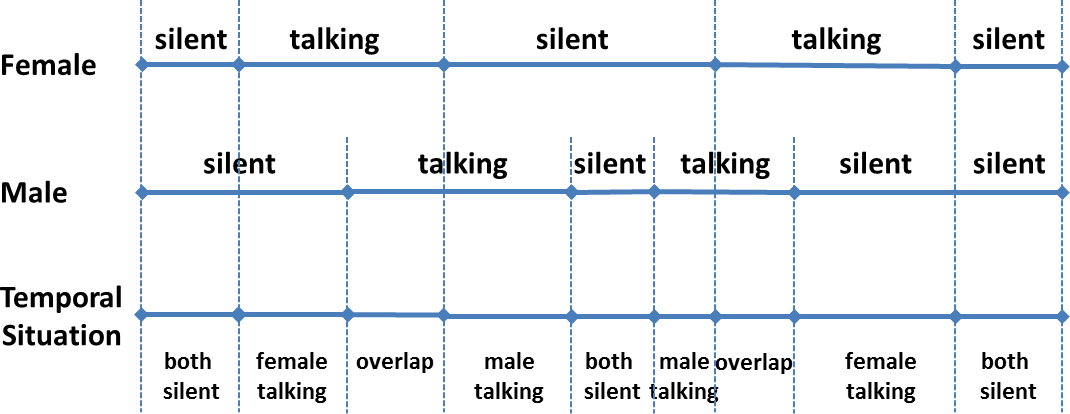 silent talking silent talking silent
Female
silent talking silent talking silent silent
Male
Temporal
Situation
both female overlap male both male overlap female both
silent talking talking silent talking talking silent